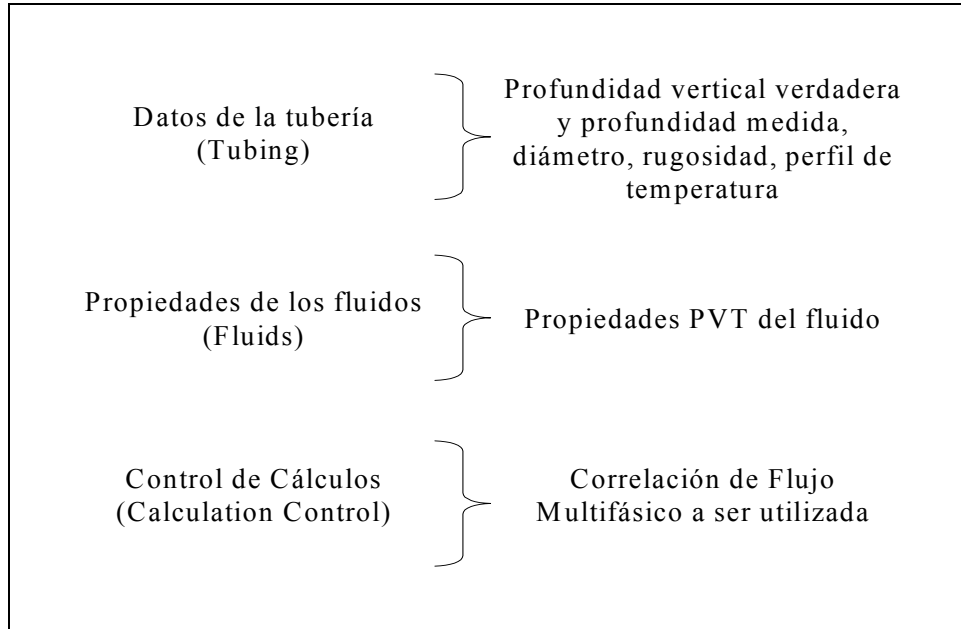 Datos de la tubería
(Tubing)
Profundidad vertical verdadera
y profundidad medida,
diámetro, rugosidad, perfil de
temperatura
Propiedades de los fluidos
(Fluids)
Propiedades PVT del fluido
Control de Cálculos
(Calculation Control)
Correlación de Flujo
Multifásico a ser utilizada